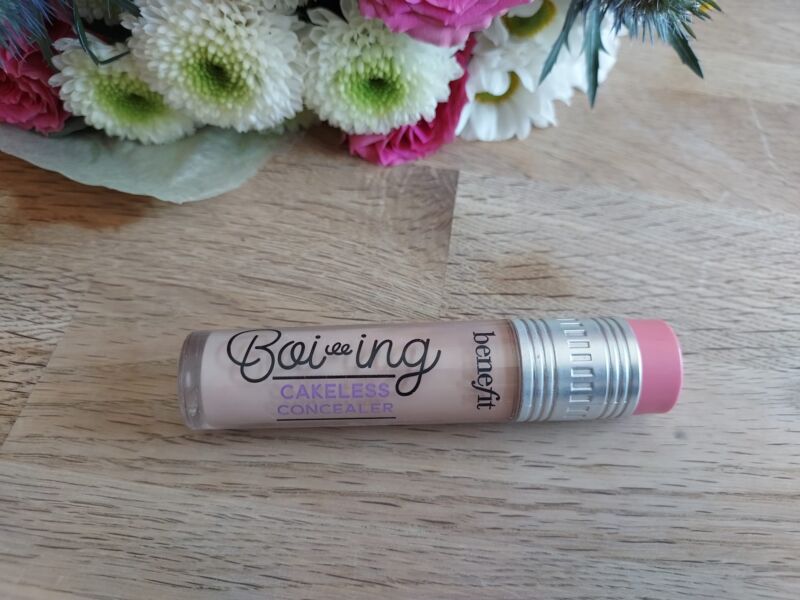 Boi-ing
CAKELESS
CONCEALER
benefit